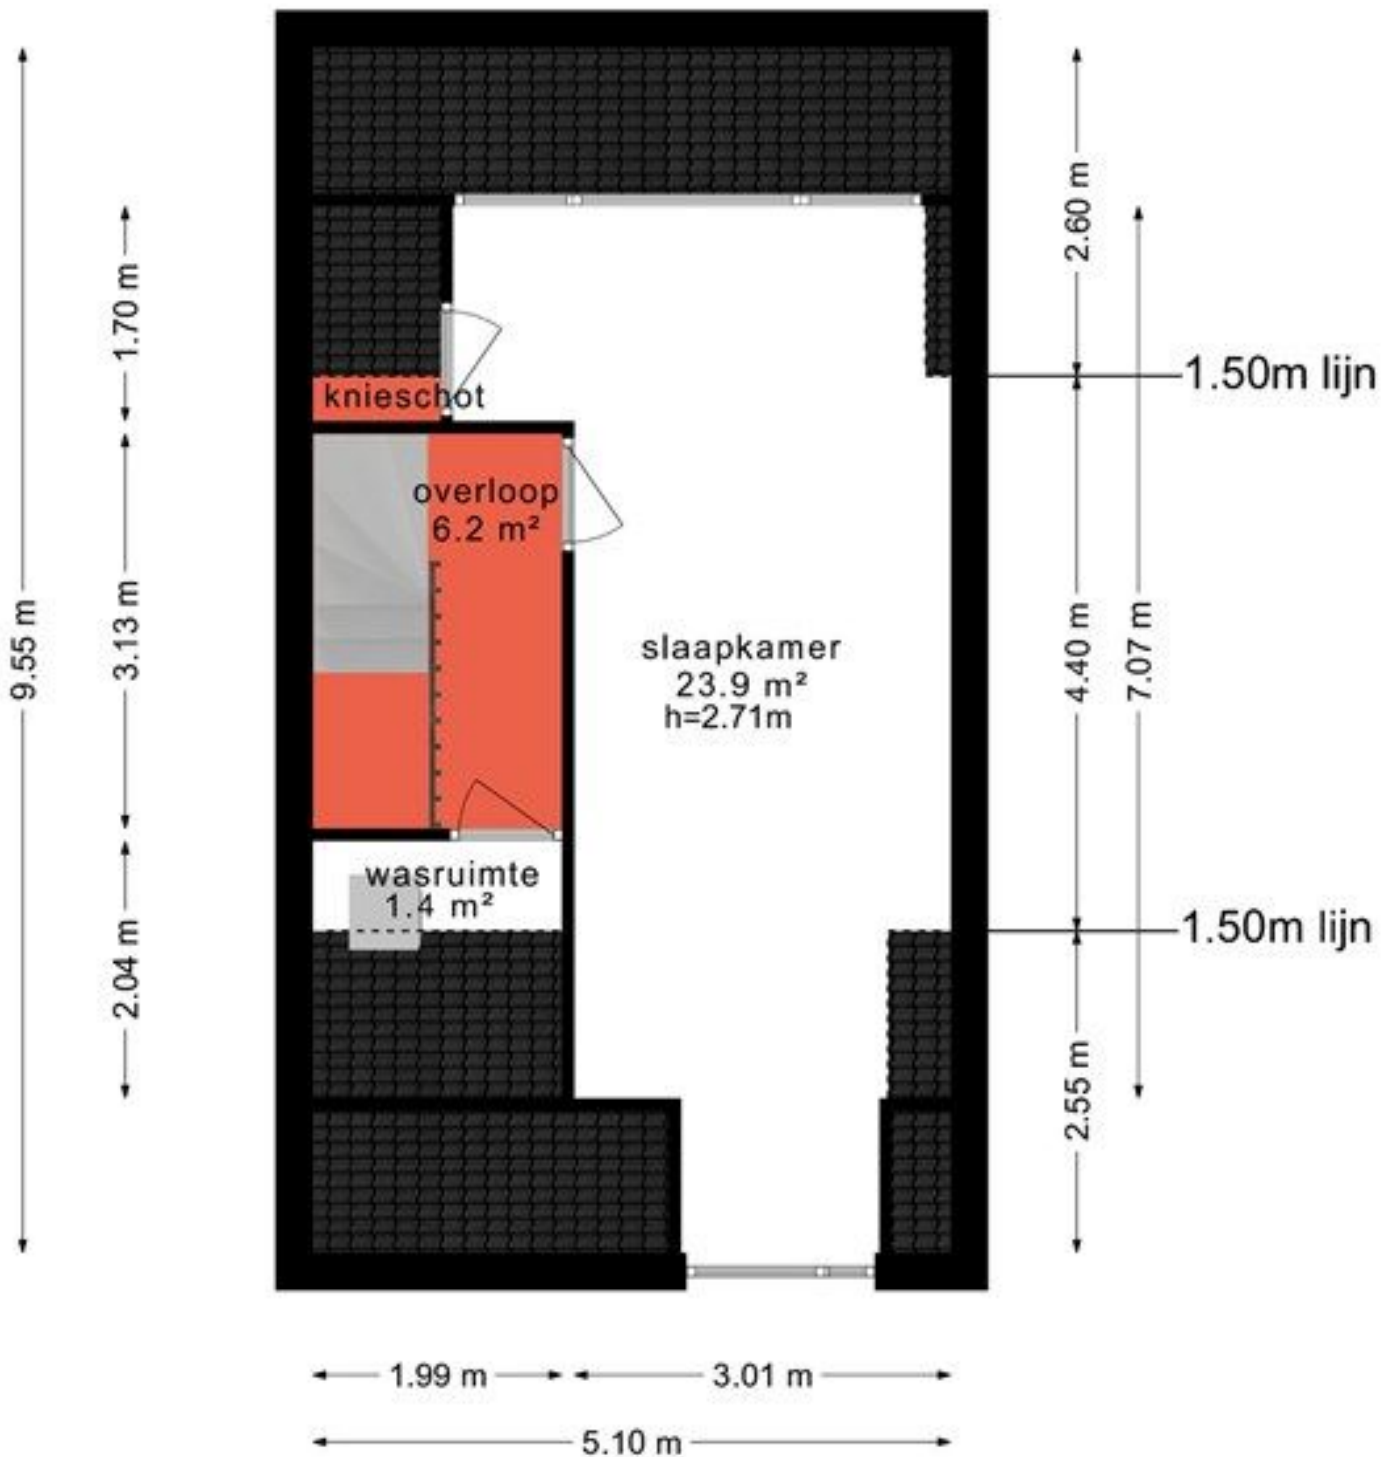 2.60 m
1.70 m
1.50m lijn
knieschot
overloop
6.2 m²
9.55 m
3.13 m
slaapkamer
23.9 m²
h=2.71m
4.40 m
7.07 m
wasruimte
1.4 m²
1.50m lijn
2.04 m
2.55 m
1.99 m
3.01 m
5.10 m